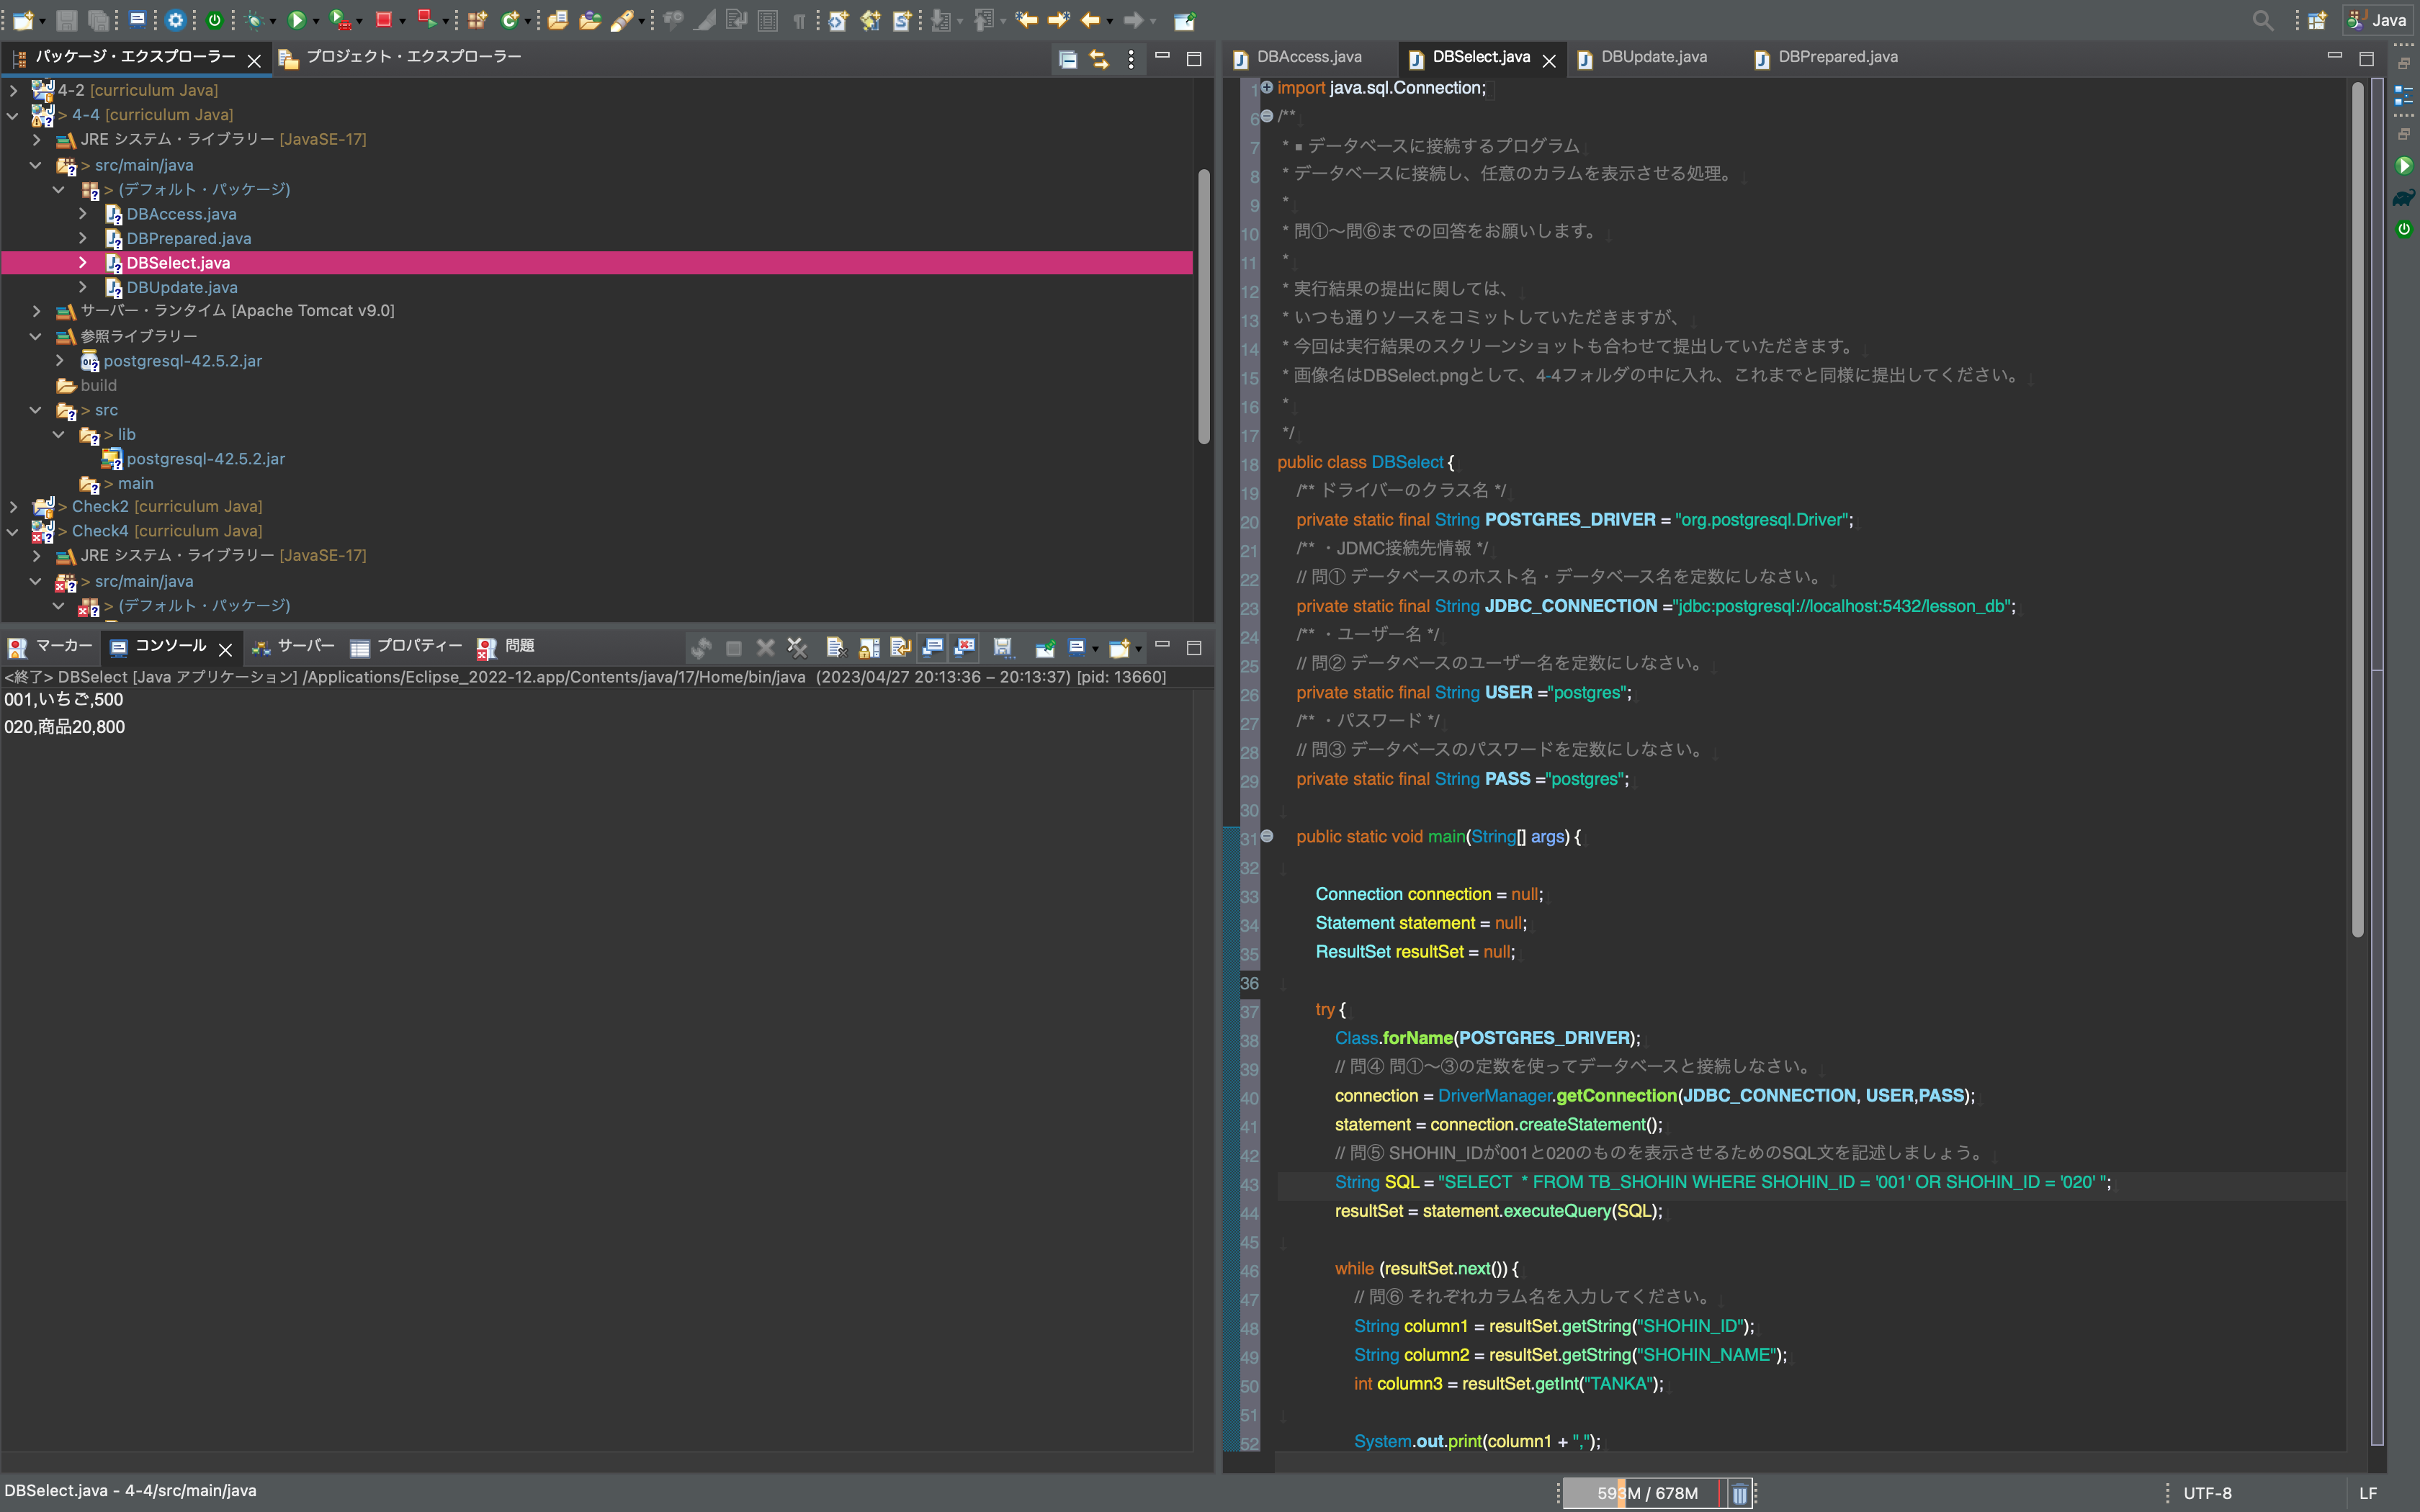 Java
パッケージ・エクスプローラー
プロジェクト・エクスプローラー
4-2 [curriculum Java]
> 4-4 [curriculum Java]
JRE システム・ライブラリー [JavaSE-17]
> src/main/java
> (デフォルト・パッケージ)
DBAccess.java
DBPrepared.java
DBSelect.java
DBUpdate.java
サーバー・ランタイム [Apache Tomcat v9.0]
参照ライブラリー
postgresql-42.5.2.jar
build
> src
> lib
postgresql-42.5.2.jar
> main
> Check2 [curriculum Java]
> Check4 [curriculum Java]
JRE システム・ライブラリー [JavaSE-17]
> src/main/java
> (デフォルト・パッケージ)
マーカー
コンソール
サーバー
プロパティー
問題
<終了> DBSelect [Java アプリケーション] /Applications/Eclipse_2022-12.app/Contents/java/17/Home/bin/java (2023/04/27 20:13:36 – 20:13:37) [pid: 13660]
001,いちご,500
020,商品20,800
DBAccess.java
DBSelect.java
DBUpdate.java
DBPrepared.java
1 import java.sql.Connection;
6 /**
7 * ■ データベースに接続するプログラム
8 * データベースに接続し、任意のカラムを表示させる処理。
9 *
10 * 問①〜問⑥までの回答をお願いします。
11 *
12 * 実行結果の提出に関しては、
13 * いつも通りソースをコミットしていただきますが、
14 * 今回は実行結果のスクリーンショットも合わせて提出していただきます。
15 * 画像名はDBSelect.pngとして、4-4フォルダの中に入れ、これまでと同様に提出してください。
16 *
17 */
18 public class DBSelect {
19 /** ドライバーのクラス名 */
20 private static final String POSTGRES_DRIVER = "org.postgresql.Driver";
21 /** ・JDMC接続先情報 */
22 // 問① データベースのホスト名・データベース名を定数にしなさい。
23 private static final String JDBC_CONNECTION ="jdbc:postgresql://localhost:5432/lesson_db";
24 /** ・ユーザー名 */
25 // 問② データベースのユーザー名を定数にしなさい。
26 private static final String USER ="postgres";
27 /** ・パスワード */
28 // 問③ データベースのパスワードを定数にしなさい。
29 private static final String PASS ="postgres";
30
31 public static void main(String[] args) {
32
33 Connection connection = null;
34 Statement statement = null;
35 ResultSet resultSet = null;
36
37 try {
38 Class.forName(POSTGRES_DRIVER);
39 // 問④ 問①〜③の定数を使ってデータベースと接続しなさい。
40 connection = DriverManager.getConnection(JDBC_CONNECTION, USER,PASS);
41 statement = connection.createStatement();
42 // 問⑤ SHOHIN_IDが001と020のものを表示させるためのSQL文を記述しましょう。
43 String SQL = "SELECT * FROM TB_SHOHIN WHERE SHOHIN_ID = '001' OR SHOHIN_ID = '020' ";
44 resultSet = statement.executeQuery(SQL);
45
46 while (resultSet.next()) {
47 // 問⑥ それぞれカラム名を入力してください。
48 String column1 = resultSet.getString("SHOHIN_ID");
49 String column2 = resultSet.getString("SHOHIN_NAME");
50 int column3 = resultSet.getInt("TANKA");
51
52 System.out.print(column1 + ",");
DBSelect.java - 4-4/src/main/java
593M / 678M
UTF-8
LF